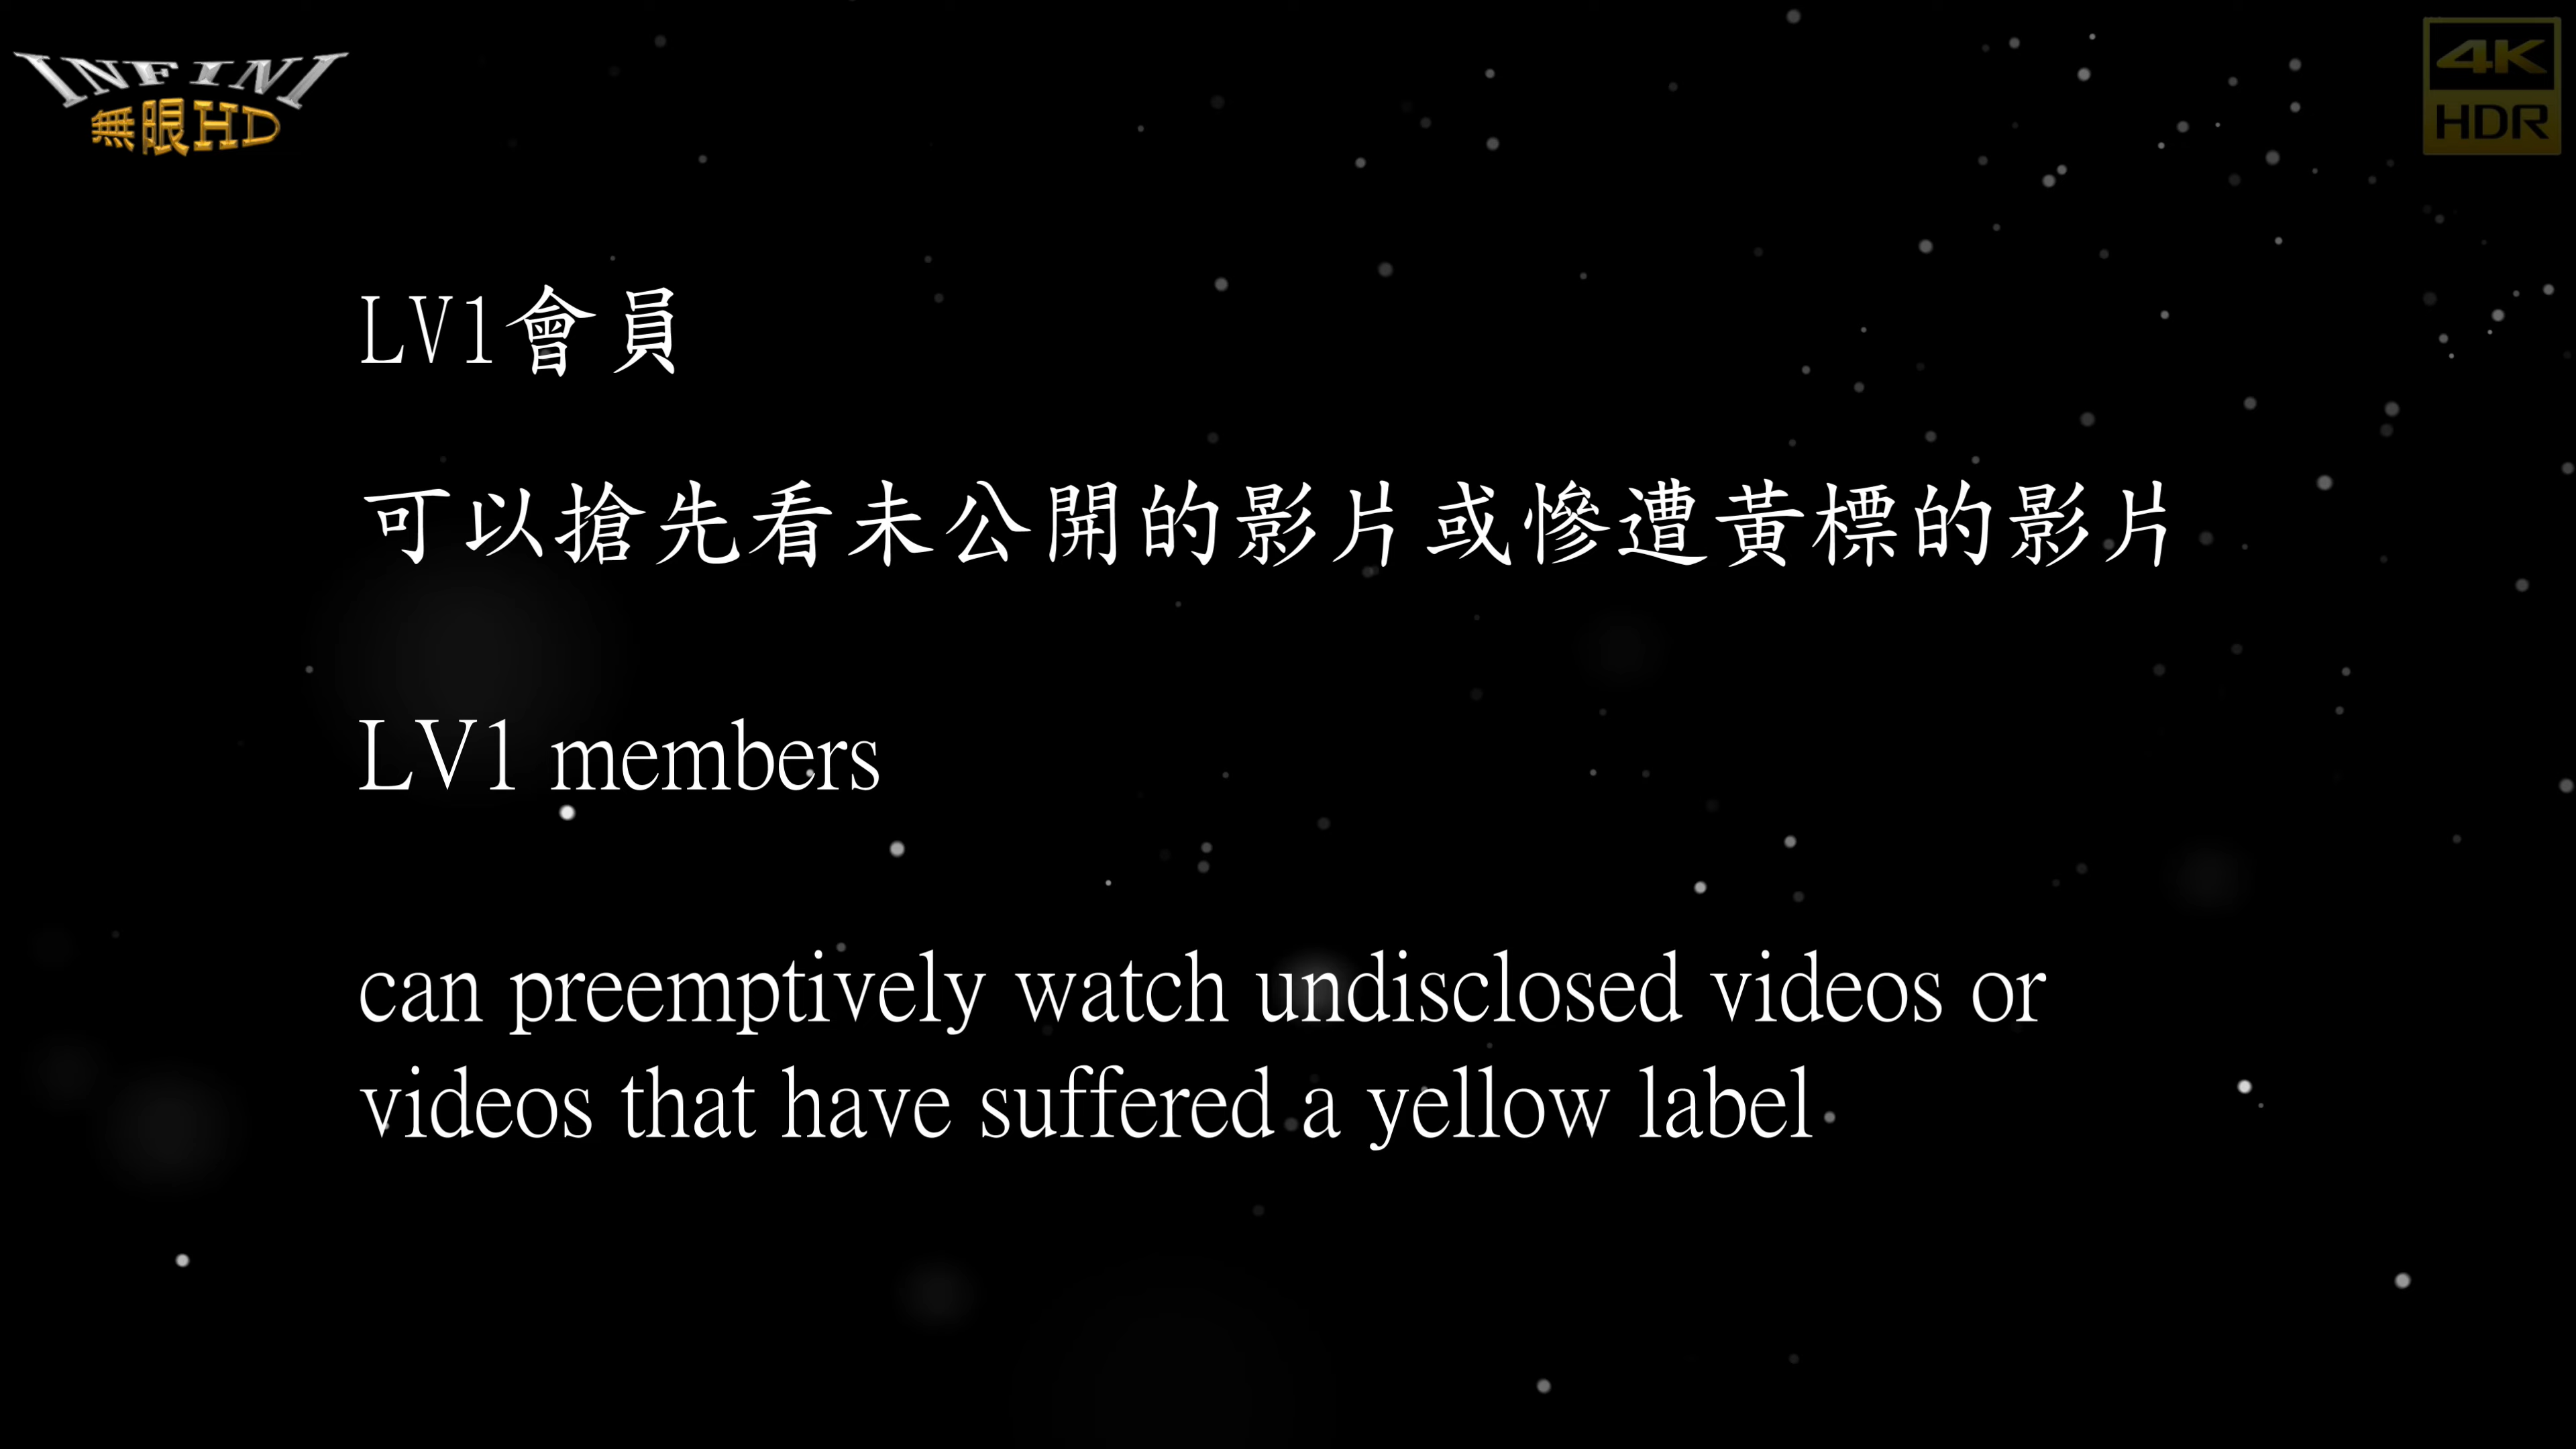 INFINI
無限HD
4K
HDR
LV1會員
可以搶先看未公開的影片或慘遭黃標的影片
LV1 members
can preemptively watch undisclosed videos or
videos that have suffered a yellow label